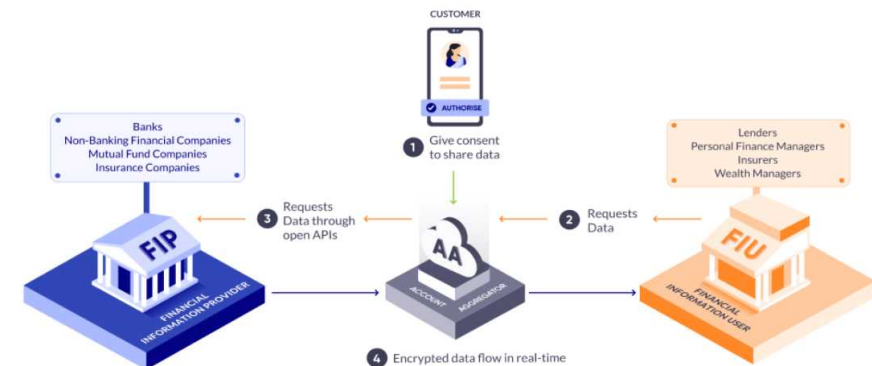 CUSTOMER
AUTHORISE
1 Give consent
to share data
Banks
Non-Banking Financial Companies
Mutual Fund Companies
Insurance Companies
Lenders
Personal Finance Managers
Insurers
Wealth Managers
3 Requests
Data through
open APIs
2 Requests
Data
FIP
FINANCIAL
INFORMATION PROVIDER
AA
ACCOUNT
AGGREGATOR
FIU
FINANCIAL
INFORMATION USER
4 Encrypted data flow in real-time